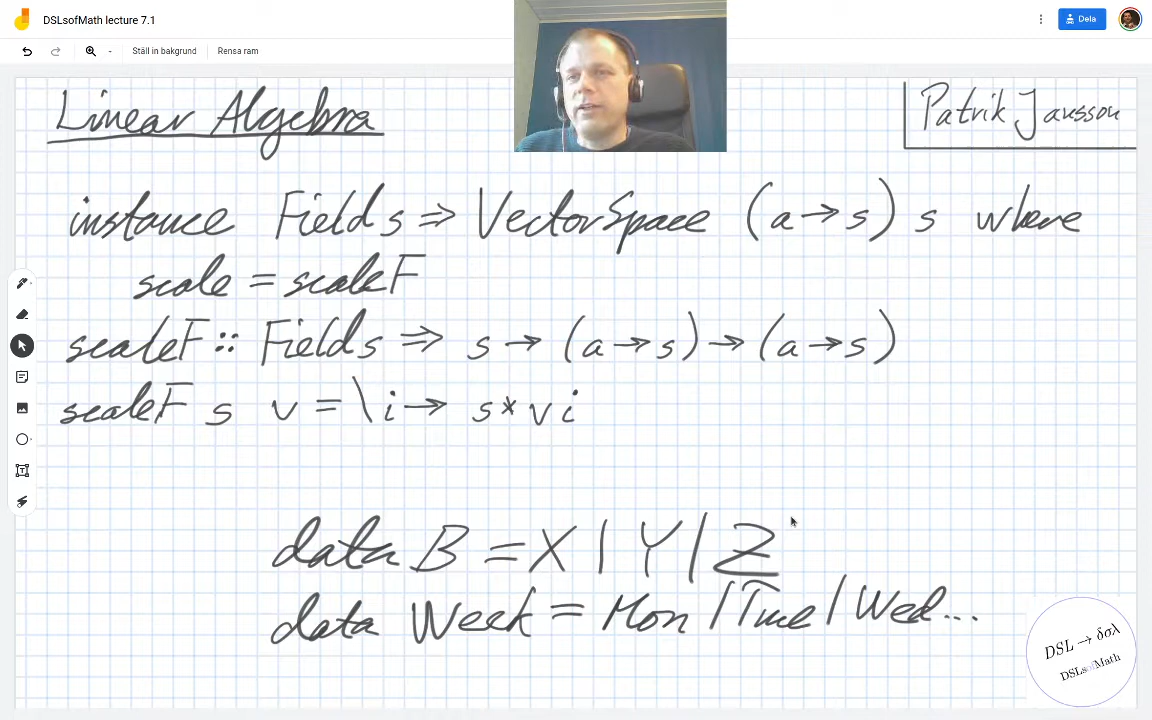 DSLsofMath lecture 7.1
Dela
Ställ in bakgrund
Rensa ram
Linear Algebra
Patrik Jansson
instance Field s => VectorSpace (a → s) s where
scale = scaleF
scaleF :: Field s => s → (a → s) → (a → s)
scaleF s v = \i → s * v i
data B = X | Y | Z
data Week = Mon | Tue | Wed...
DSL → δσλ
DSLsofMath